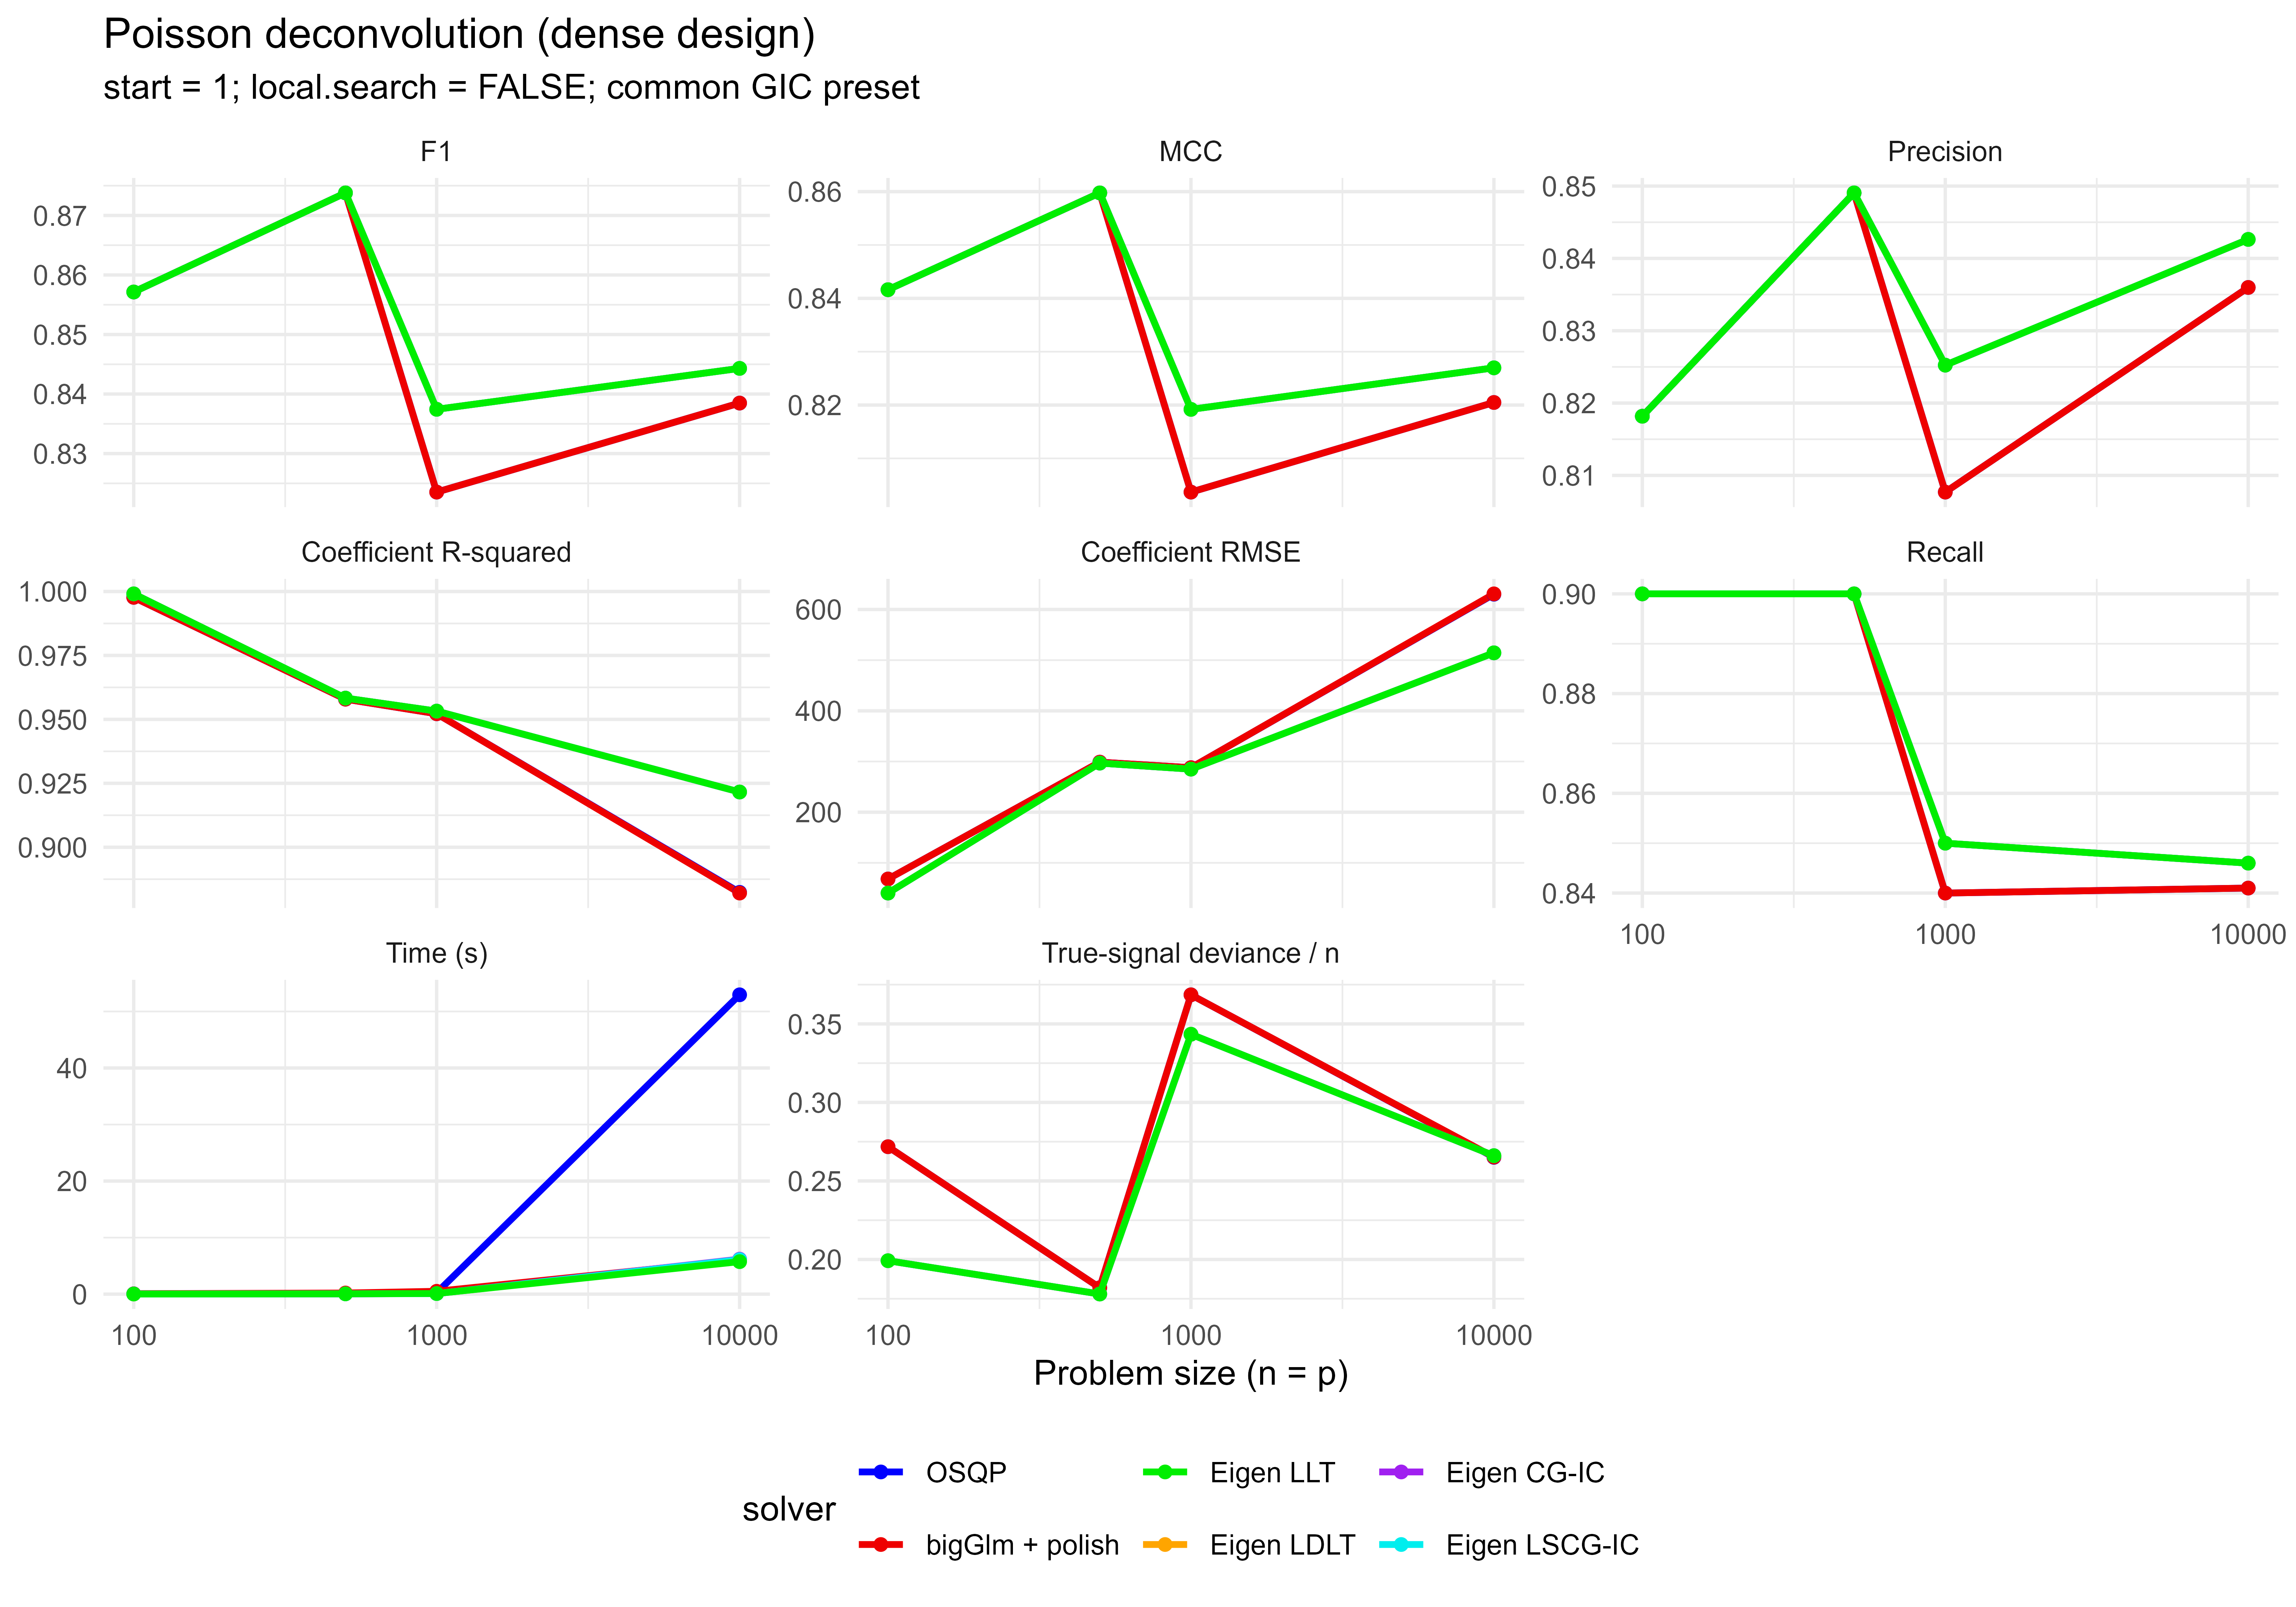 Poisson deconvolution (dense design)
start = 1; local.search = FALSE; common GIC preset
F1
0.87
0.86
0.85
0.84
0.83
MCC
0.86
0.84
0.82
Precision
0.85
0.84
0.83
0.82
0.81
Coefficient R-squared
1.000
0.975
0.950
0.925
0.900
Coefficient RMSE
600
400
200
Recall
0.90
0.88
0.86
0.84
100 1000 10000
Time (s)
40
20
0
100 1000 10000
True-signal deviance / n
0.35
0.30
0.25
0.20
100 1000 10000
Problem size (n = p)
solver
OSQP
Eigen LLT
Eigen CG-IC
bigGlm + polish
Eigen LDLT
Eigen LSCG-IC